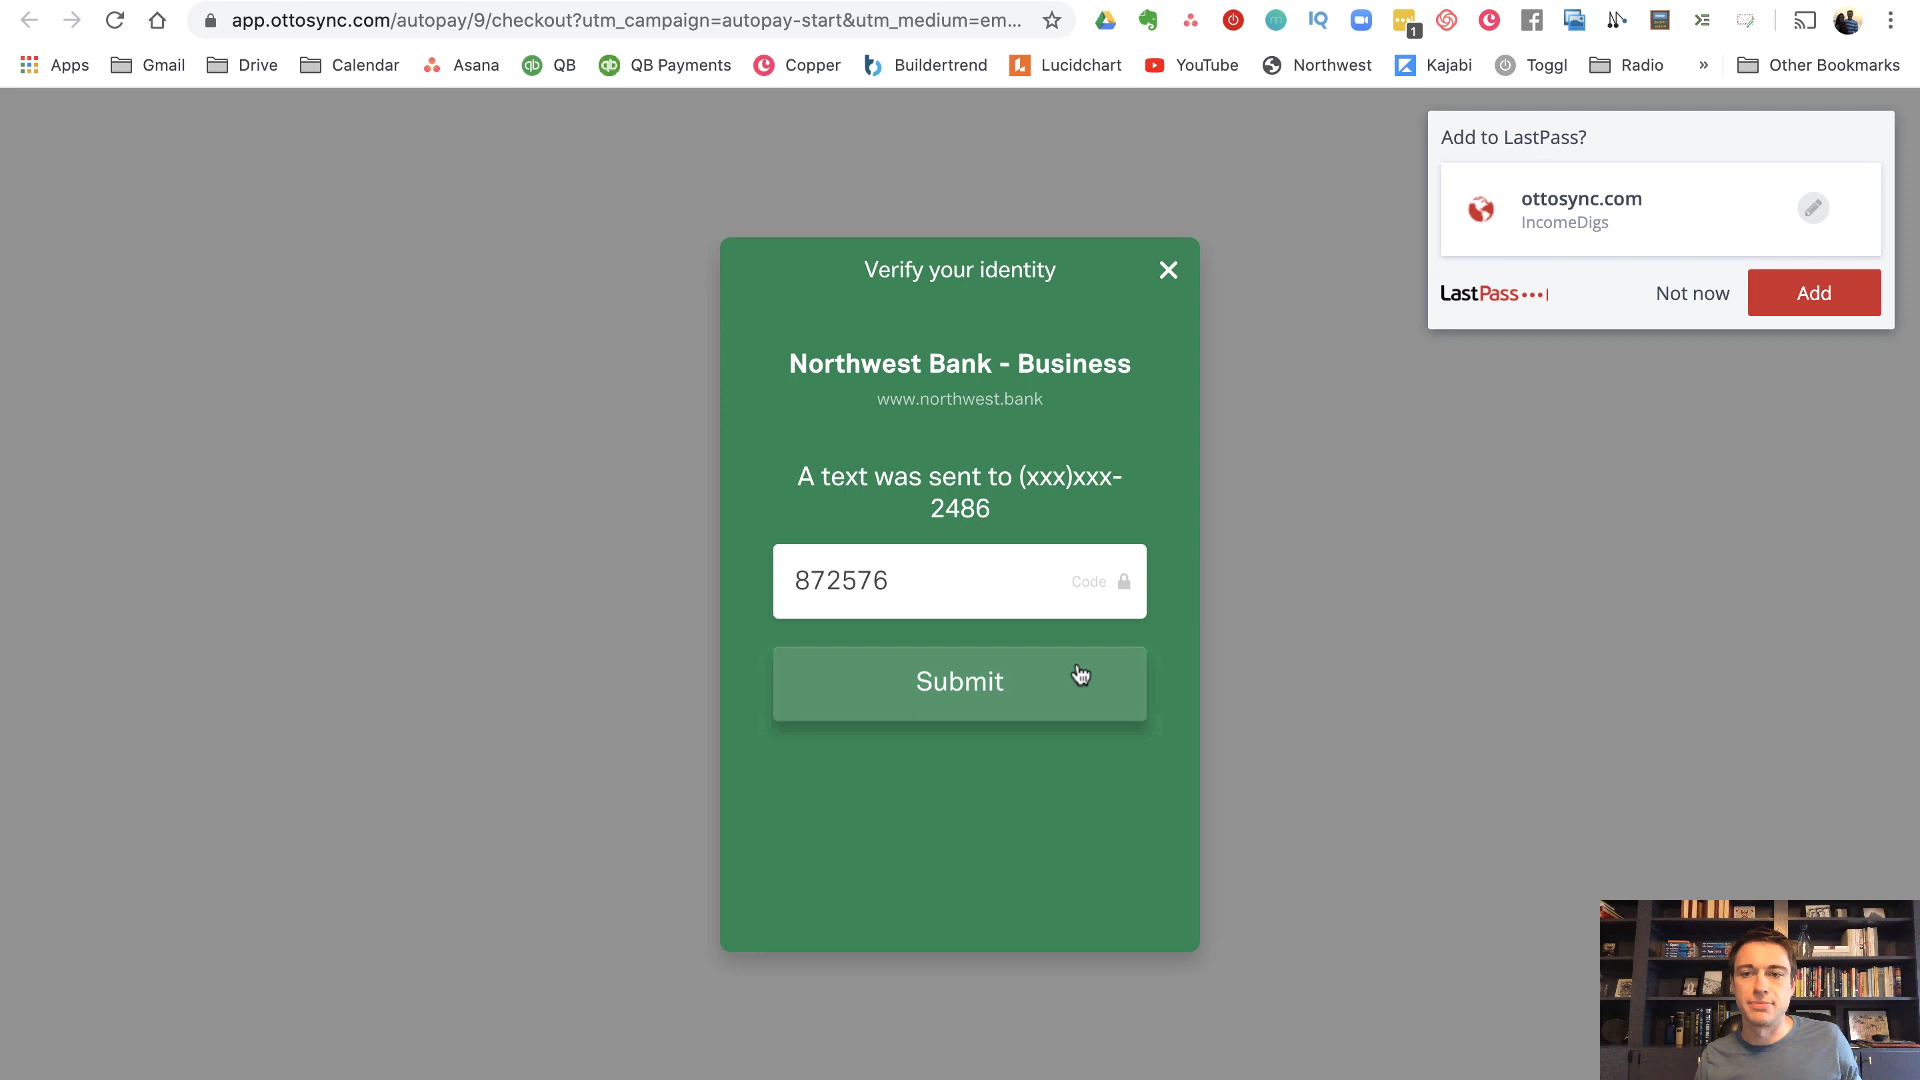 app.ottosync.com/autopay/9/checkout?utm_campaign=autopay-start&utm_medium=em...
1
Apps Gmail Drive Calendar Asana QB QB Payments Copper Buildertrend Lucidchart YouTube Northwest Kajabi Toggl Radio » Other Bookmarks
Add to LastPass?
ottosync.com
IncomeDigs
LastPass Not now Add
Verify your identity
Northwest Bank - Business
www.northwest.bank
A text was sent to (xxx)xxx-
2486
872576 Code
Submit